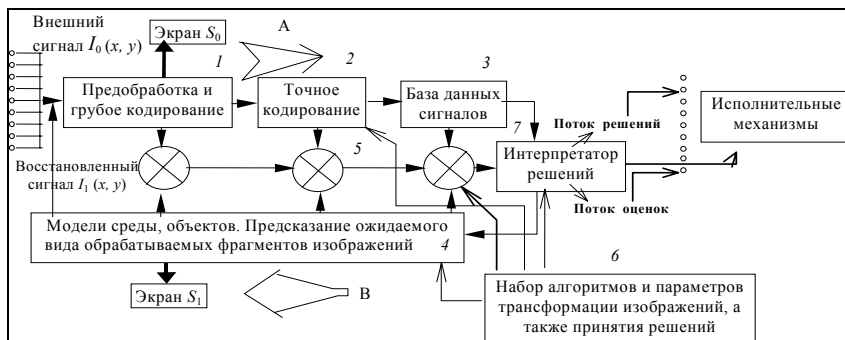 Внешний
сигнал I₀ (x, y)
Экран S₀
A
1
2
3
Предобработка и
грубое кодирование
Точное
кодирование
База данных
сигналов
7
Поток решений
Исполнительные
механизмы
Восстановленный
сигнал I₁ (x, y)
5
Интерпретатор
решений
Поток оценок
Модели среды, объектов. Предсказание ожидаемого
вида обрабатываемых фрагментов изображений
4
6
Экран S₁
B
Набор алгоритмов и параметров
трансформации изображений, а
также принятия решений